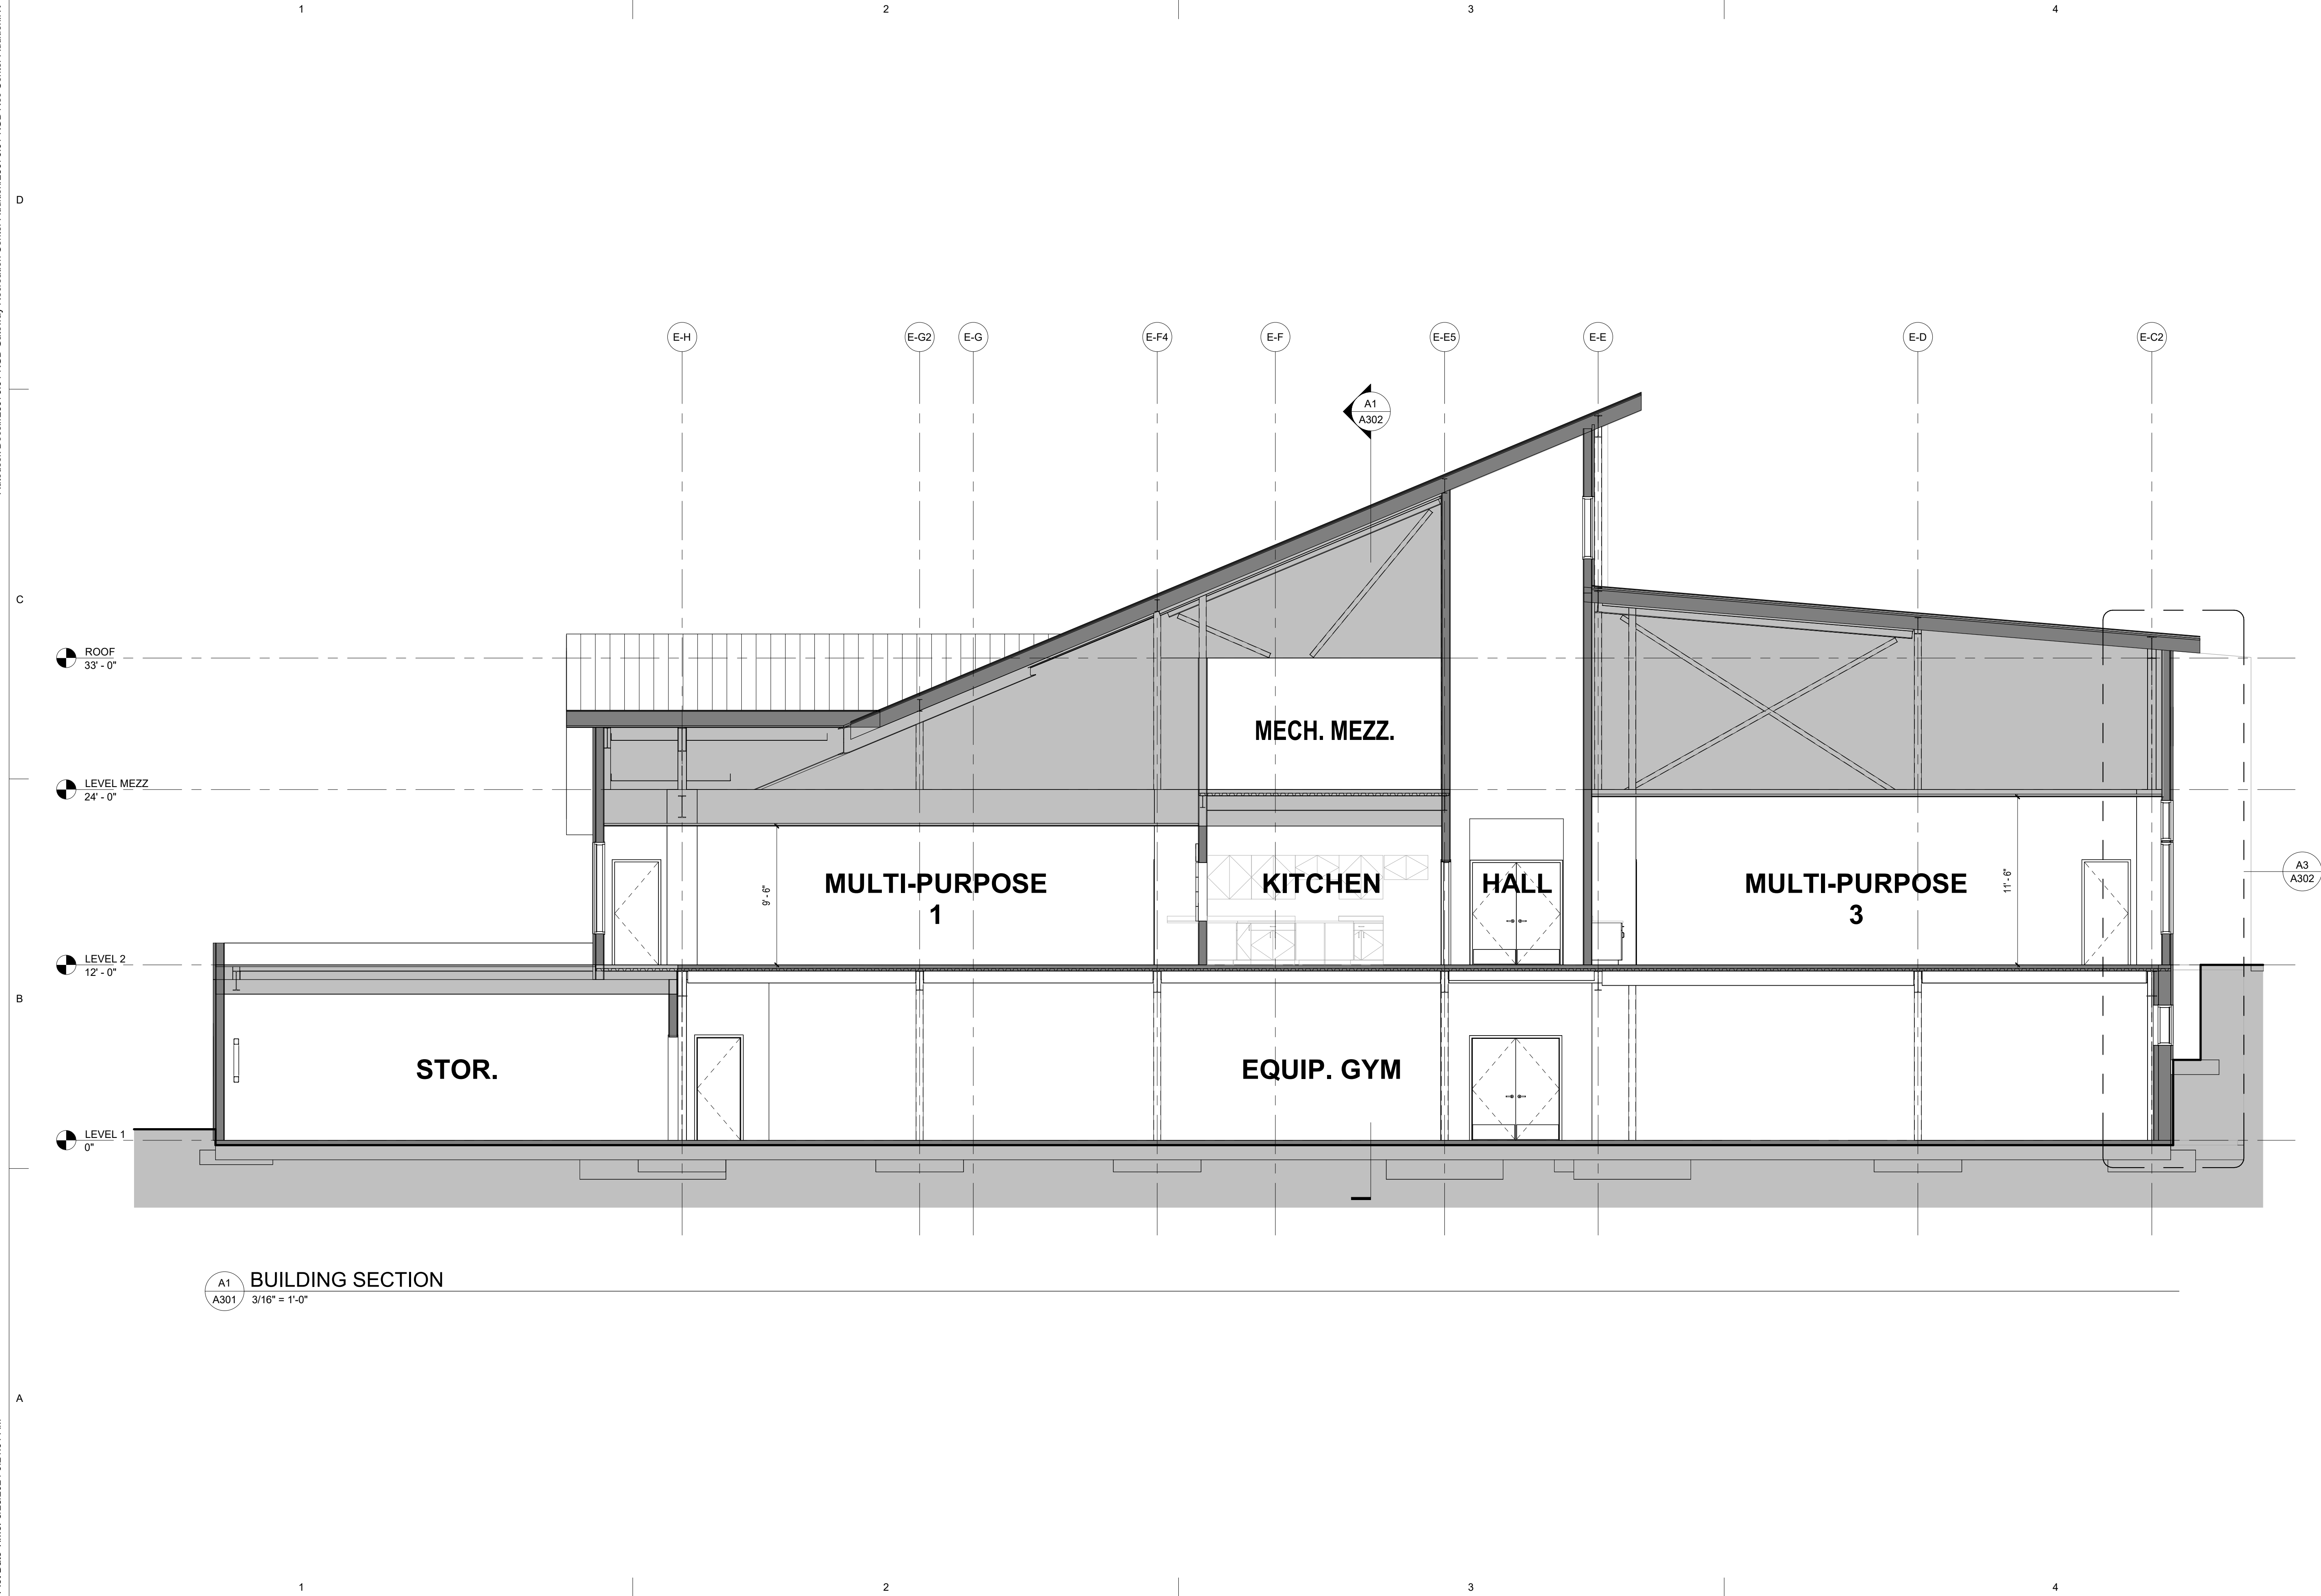 1
2
3
4
D
C
B
A
E-H
E-G2
E-G
E-F4
E-F
E-E5
E-E
E-D
E-C2
A1
A302
ROOF
33' - 0"
LEVEL MEZZ
24' - 0"
MECH. MEZZ.
9' - 6"
MULTI-PURPOSE
1
KITCHEN
HALL
MULTI-PURPOSE
3
11' - 6"
A3
A302
LEVEL 2
12' - 0"
STOR.
EQUIP. GYM
LEVEL 1
0"
A1
A301
BUILDING SECTION
3/16" = 1'-0"
1
2
3
4